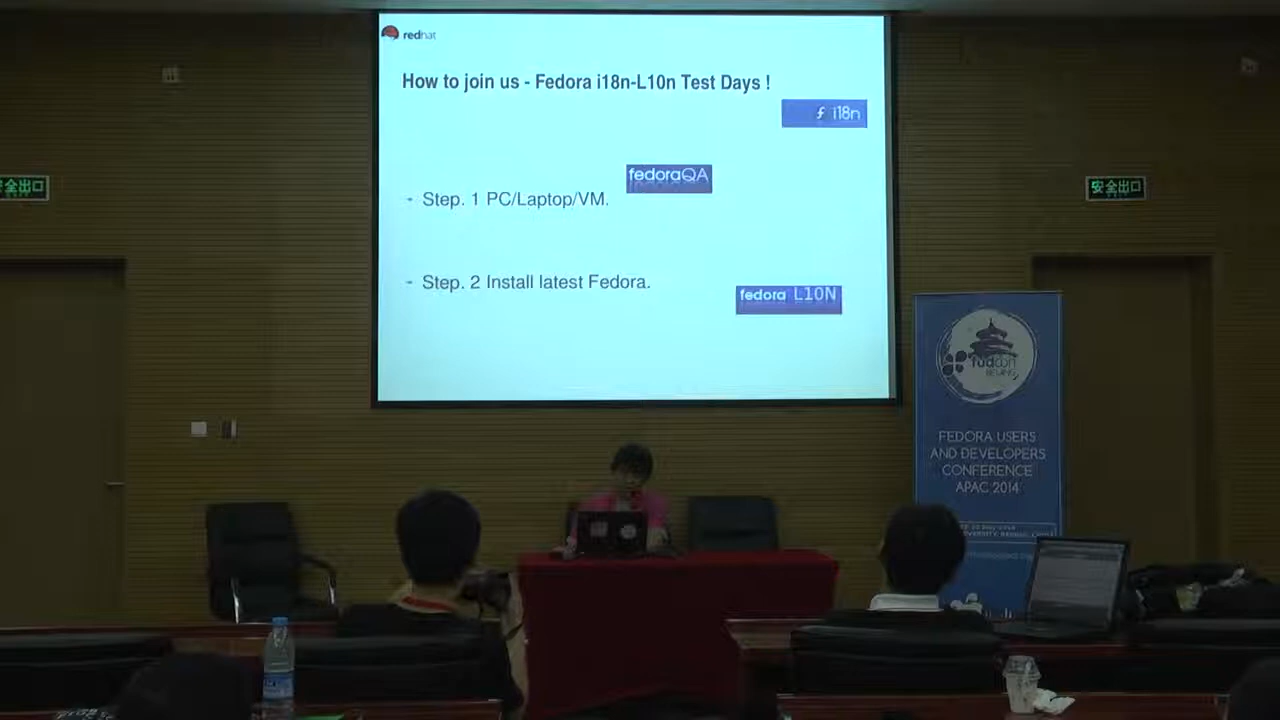 redhat
How to join us - Fedora i18n-L10n Test Days !
i18n
fedoraQA
- Step. 1 PC/Laptop/VM.
- Step. 2 Install latest Fedora.
fedora L10N
全出口
安全出口
fudcon
BEIJING
FEDORA USERS
AND DEVELOPERS
CONFERENCE
APAC 2014